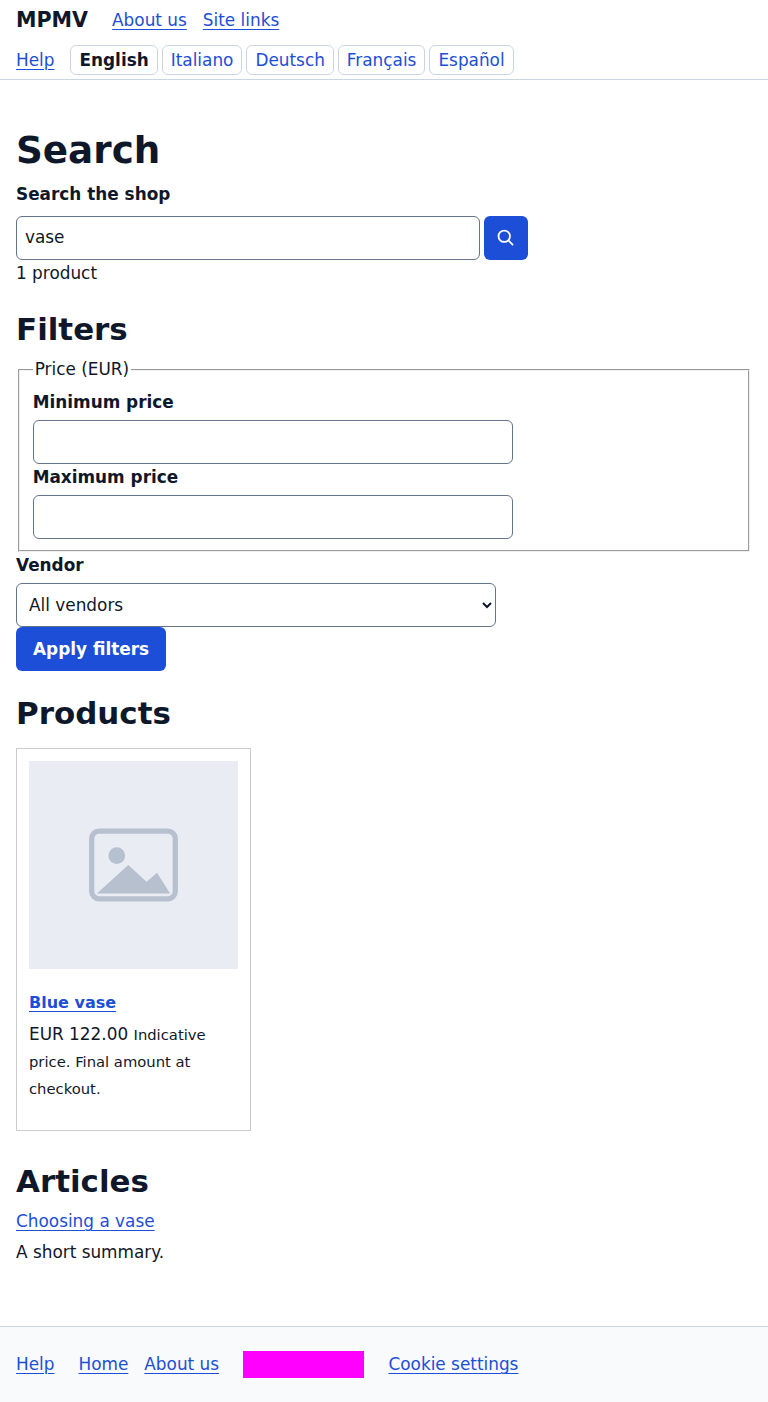 MPMV About us Site links
Help English Italiano Deutsch Français Español
Search
Search the shop
vase
1 product
Filters
Price (EUR)
Minimum price
Maximum price
Vendor
All vendors
Apply filters
Products
Blue vase
EUR 122.00 Indicative
price. Final amount at
checkout.
Articles
Choosing a vase
A short summary.
Help Home About us Cookie settings